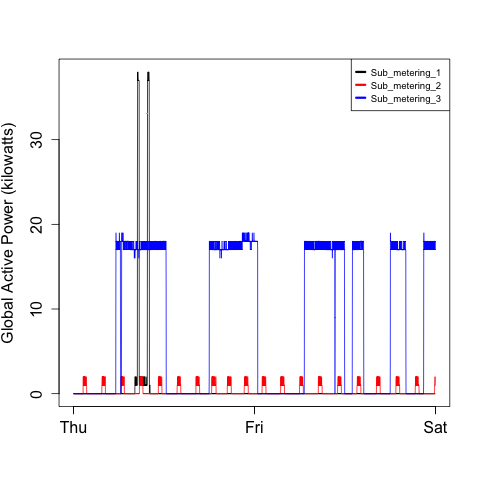 Sub_metering_1
Sub_metering_2
Sub_metering_3
Global Active Power (kilowatts)
30
20
10
0
Thu Fri Sat